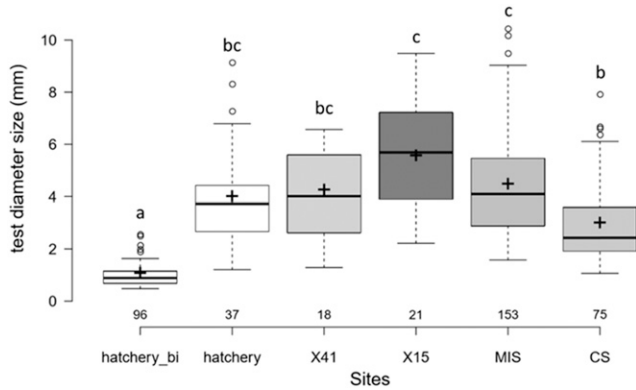 c
c
bc
bc
b
a
10
8
6
4
2
0
test diameter size (mm)
96 37 18 21 153 75
hatchery_bi hatchery X41 X15 MIS CS
Sites